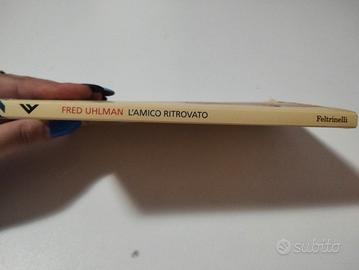 FRED UHLMAN L'AMICO RITROVATO
Feltrinelli
subito